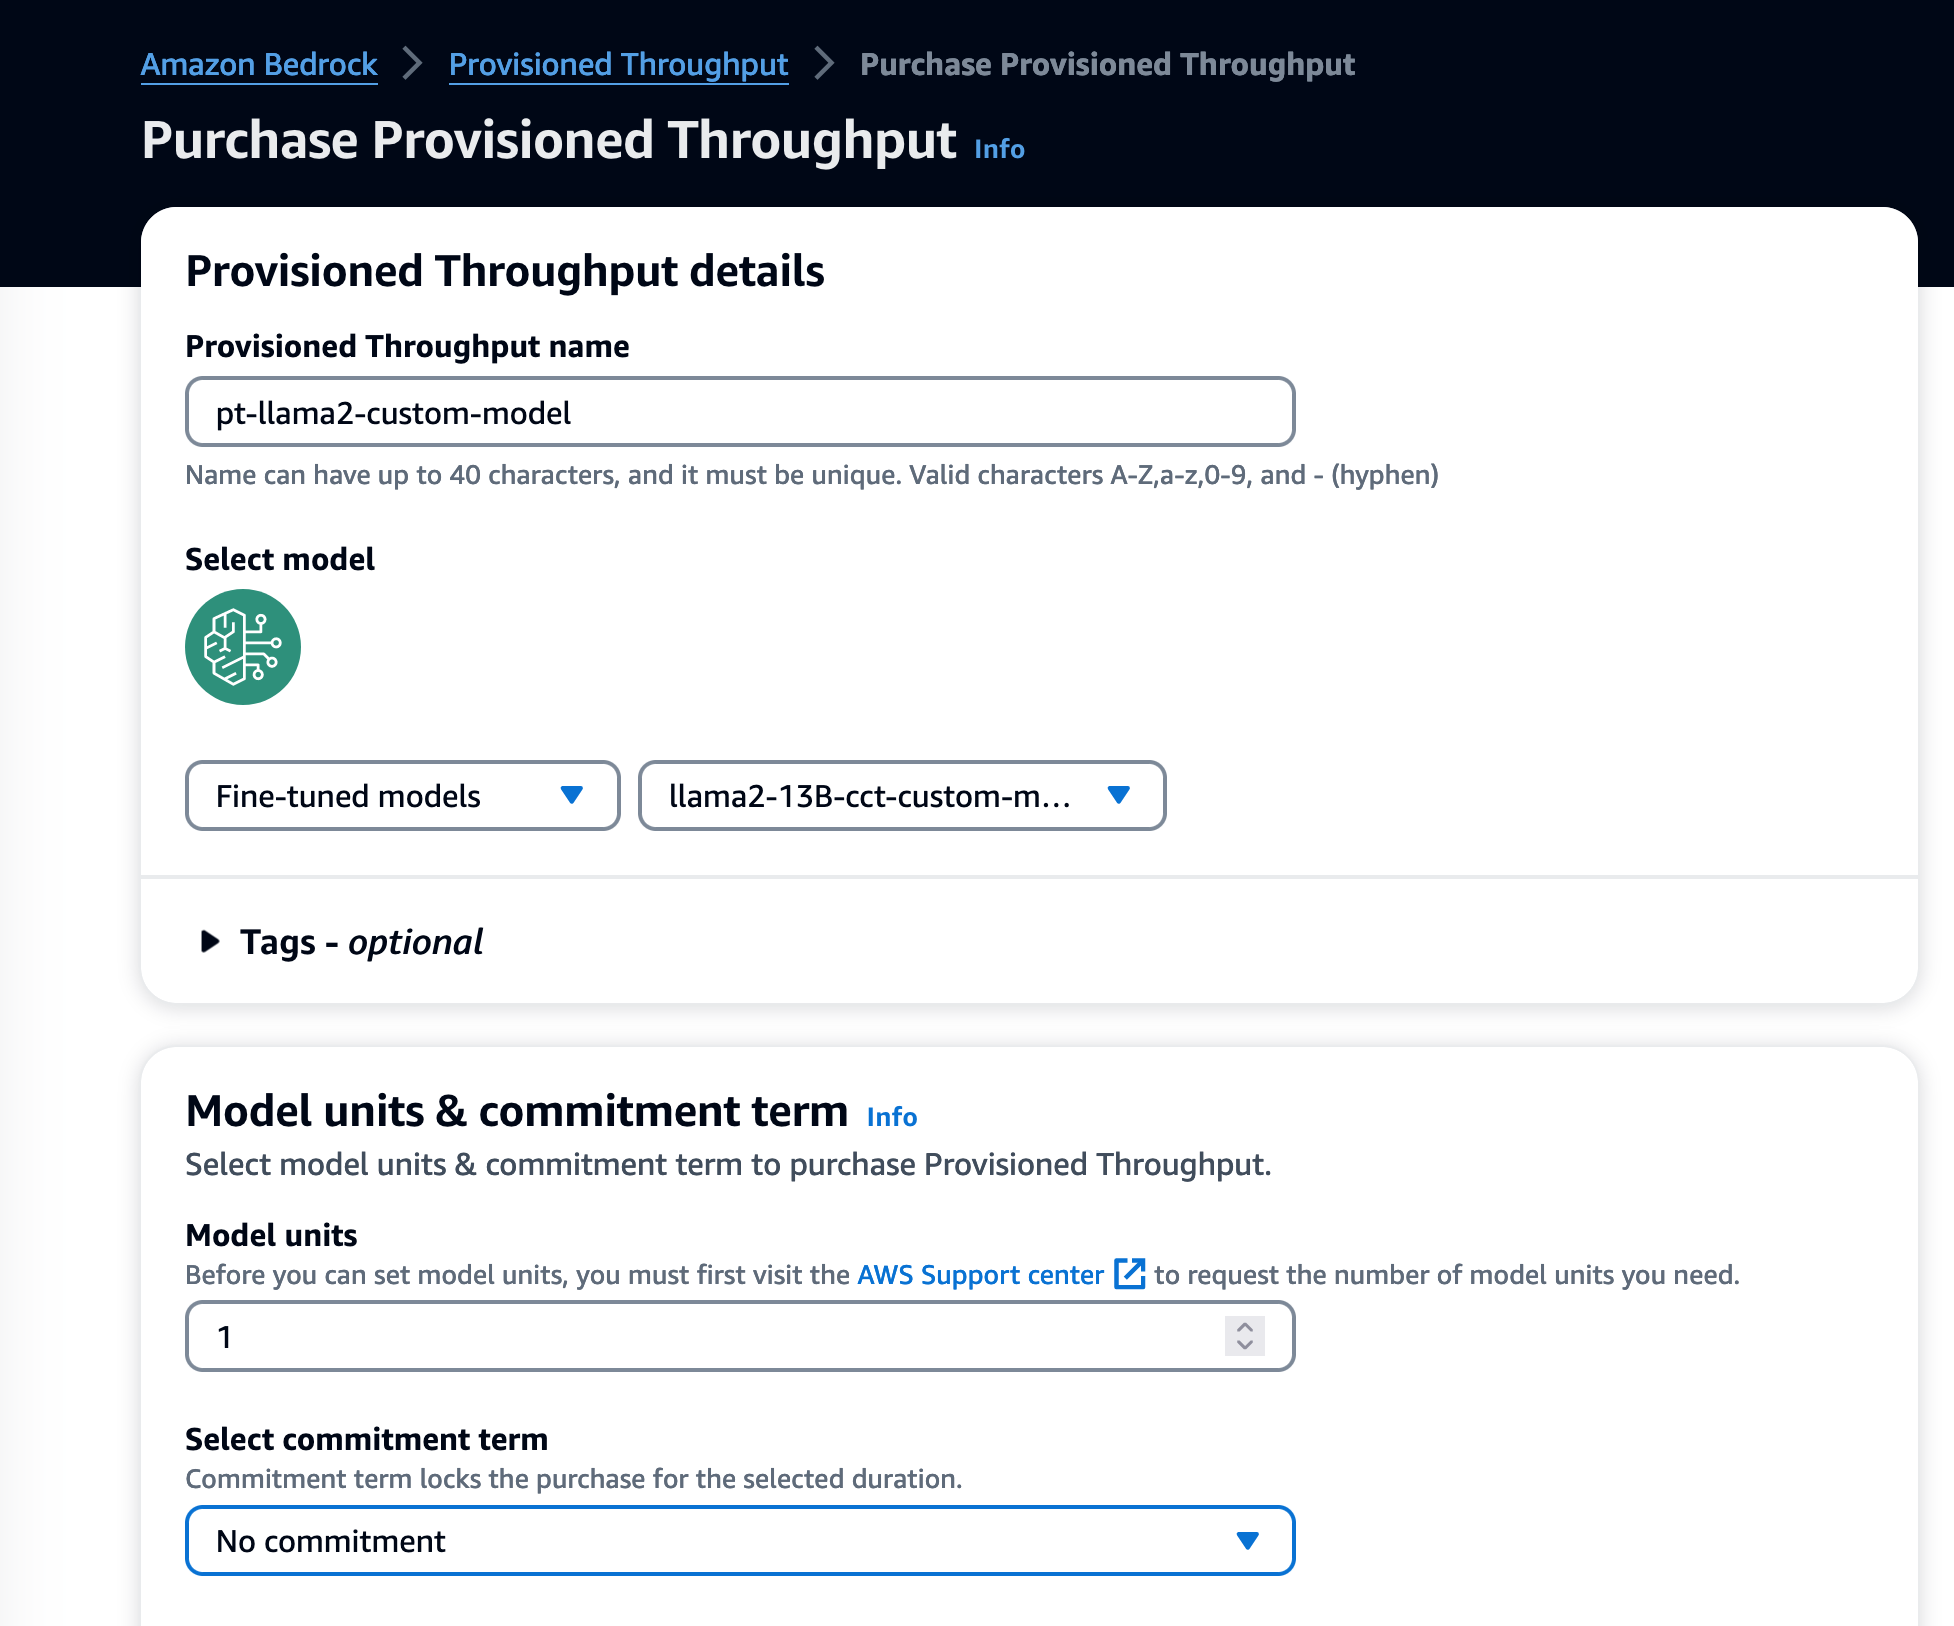 Amazon Bedrock > Provisioned Throughput > Purchase Provisioned Throughput
Purchase Provisioned Throughput Info
Provisioned Throughput details
Provisioned Throughput name
pt-llama2-custom-model
Name can have up to 40 characters, and it must be unique. Valid characters A-Z,a-z,0-9, and - (hyphen)
Select model
Fine-tuned models llama2-13B-cct-custom-m...
Tags - optional
Model units & commitment term Info
Select model units & commitment term to purchase Provisioned Throughput.
Model units
Before you can set model units, you must first visit the AWS Support center to request the number of model units you need.
1
Select commitment term
Commitment term locks the purchase for the selected duration.
No commitment